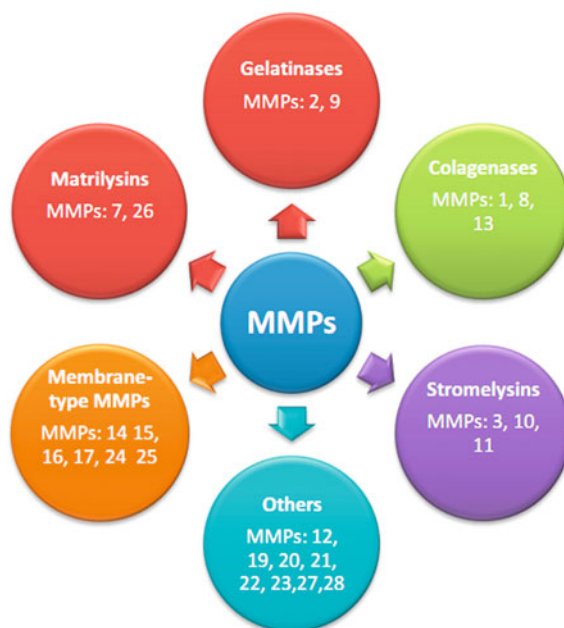 Gelatinases
MMPs: 2, 9
Matrilysins
MMPs: 7, 26
Colagenases
MMPs: 1, 8,
13
MMPs
Membrane-
type MMPs
MMPs: 14 15,
16, 17, 24 25
Stromelysins
MMPs: 3, 10,
11
Others
MMPs: 12,
19, 20, 21,
22, 23,27,28